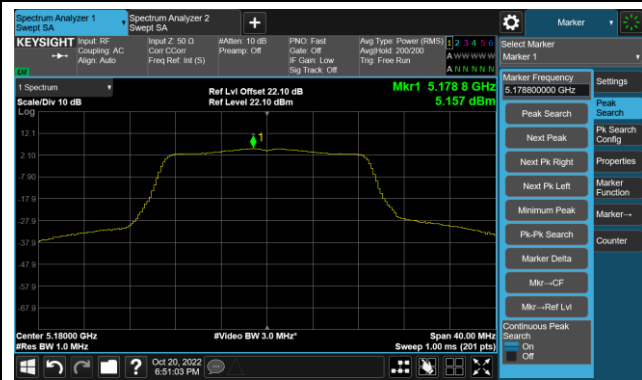 Spectrum Analyzer 1
Swept SA
Spectrum Analyzer 2
Swept SA
+
Marker
KEYSIGHT
Input: RF
Coupling: AC
Align: Auto
Input Z: 50 Ω
Corr CCorr
Freq Ref: Int (S)
#Atten: 10 dB
Preamp: Off
PNO: Fast
Gate: Off
IF Gain: Low
Sig Track: Off
Avg Type: Power (RMS)
Avg|Hold: 200/200
Trig: Free Run
1 2 3 4 5 6
A W W W W W
A N N N N N
LXI
Select Marker
Marker 1
1 Spectrum
Scale/Div 10 dB
Log
Ref Lvl Offset 22.10 dB
Ref Level 22.10 dBm
Mkr1 5.178 8 GHz
5.157 dBm
1
12.1
2.10
-7.90
-17.9
-27.9
-37.9
-47.9
-57.9
-67.9
Center 5.18000 GHz
#Res BW 1.0 MHz
#Video BW 3.0 MHz*
Span 40.00 MHz
Sweep 1.00 ms (201 pts)
Marker Frequency
5.178800000 GHz
Peak Search
Next Peak
Next Pk Right
Next Pk Left
Minimum Peak
Pk-Pk Search
Marker Delta
Mkr→CF
Mkr→Ref Lvl
Continuous Peak
Search
On
Off
Settings
Peak
Search
Pk Search
Config
Properties
Marker
Function
Marker→
Counter
?
Oct 20, 2022
6:51:03 PM